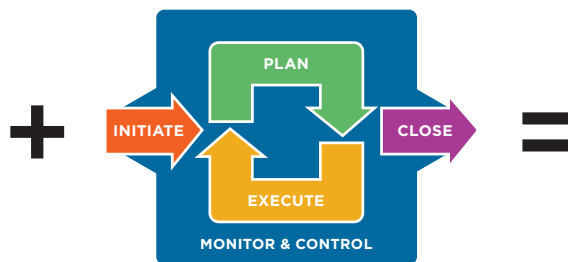 PLAN
+
INITIATE
CLOSE
=
EXECUTE
MONITOR & CONTROL